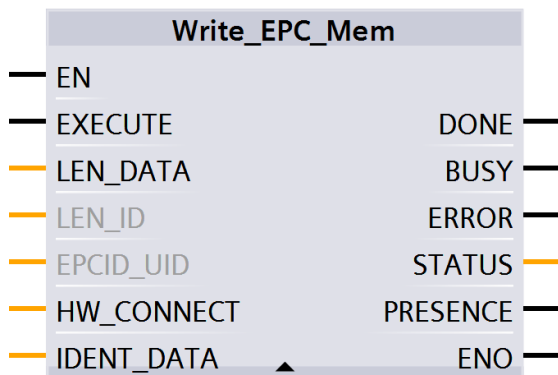 Write_EPC_Mem
EN
EXECUTE DONE
LEN_DATA BUSY
LEN_ID ERROR
EPCID_UID STATUS
HW_CONNECT PRESENCE
IDENT_DATA ENO